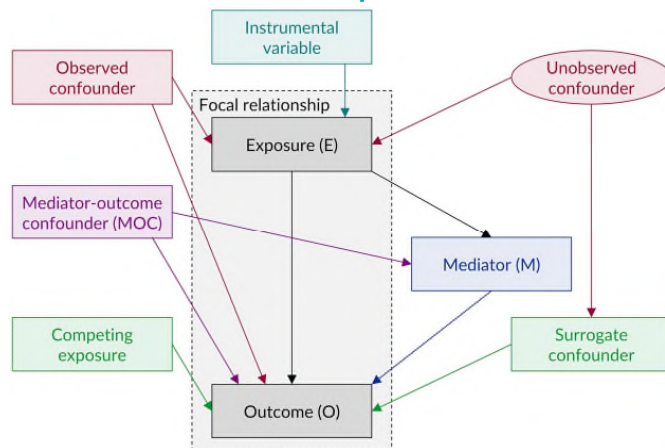 Instrumental
variable
Observed
confounder
Unobserved
confounder
Focal relationship
Exposure (E)
Mediator-outcome
confounder (MOC)
Mediator (M)
Competing
exposure
Surrogate
confounder
Outcome (O)